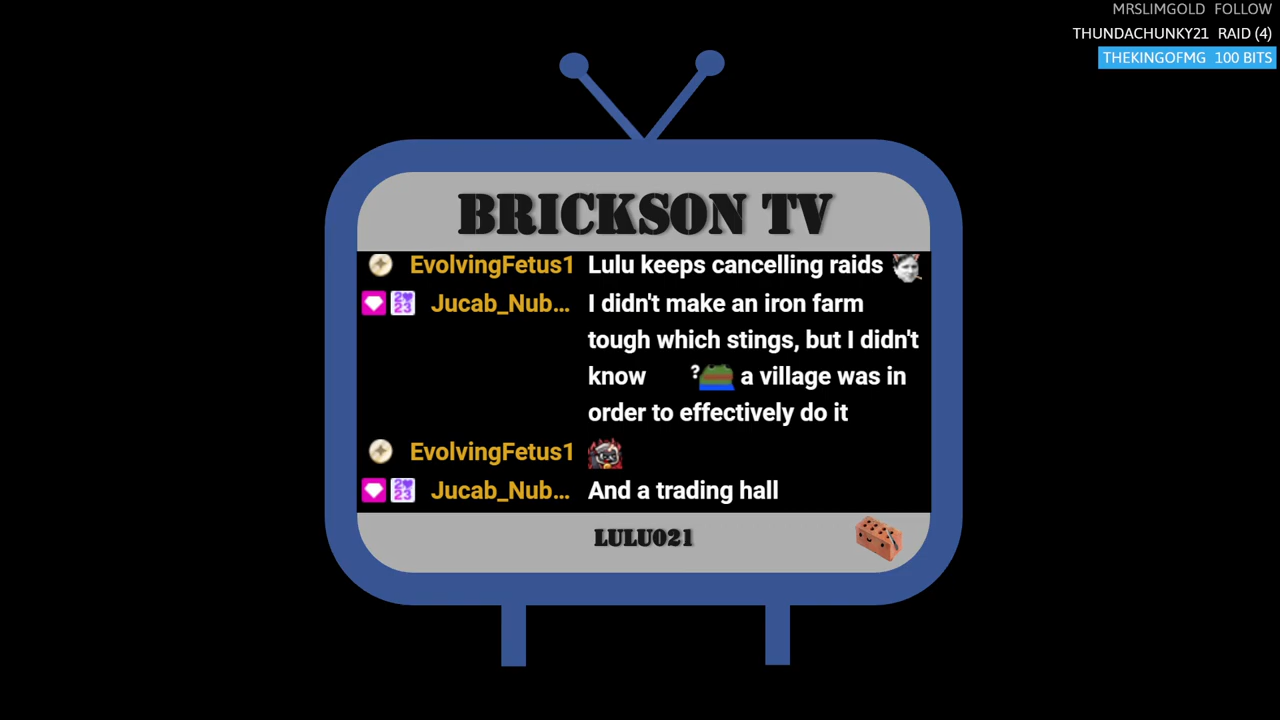 MRSLIMGOLD FOLLOW
THUNDACHUNKY21 RAID (4)
THEKINGOFMG 100 BITS
BRICKSON TV
EvolvingFetus1 Lulu keeps cancelling raids
Jucab_Nub... I didn't make an iron farm
tough which stings, but I didn't
know ? a village was in
order to effectively do it
EvolvingFetus1
Jucab_Nub... And a trading hall
LULU021